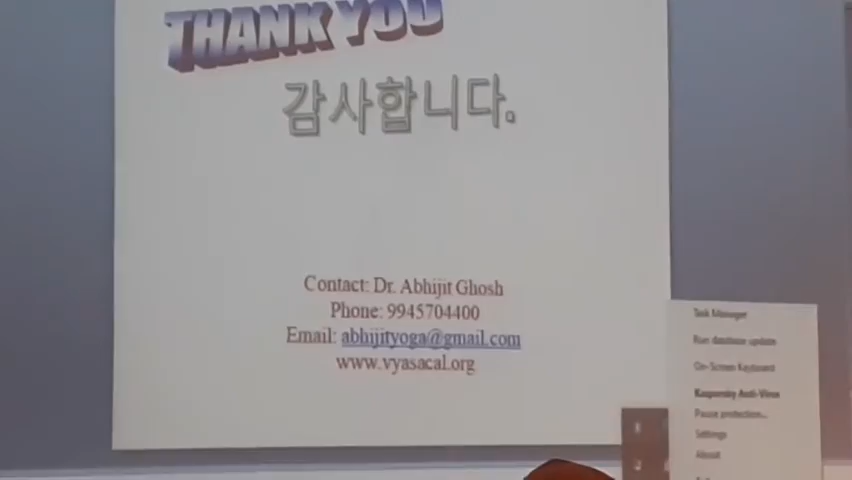 THANK YOU
감사합니다.
Contact: Dr. Abhijit Ghosh
Phone: 9945704400
Email: abhijityoga@gmail.com
www.vyasacal.org
Task Manager
Run database update
On-Screen Keyboard
Kaspersky Anti-Virus
Pause protection...
Settings
About